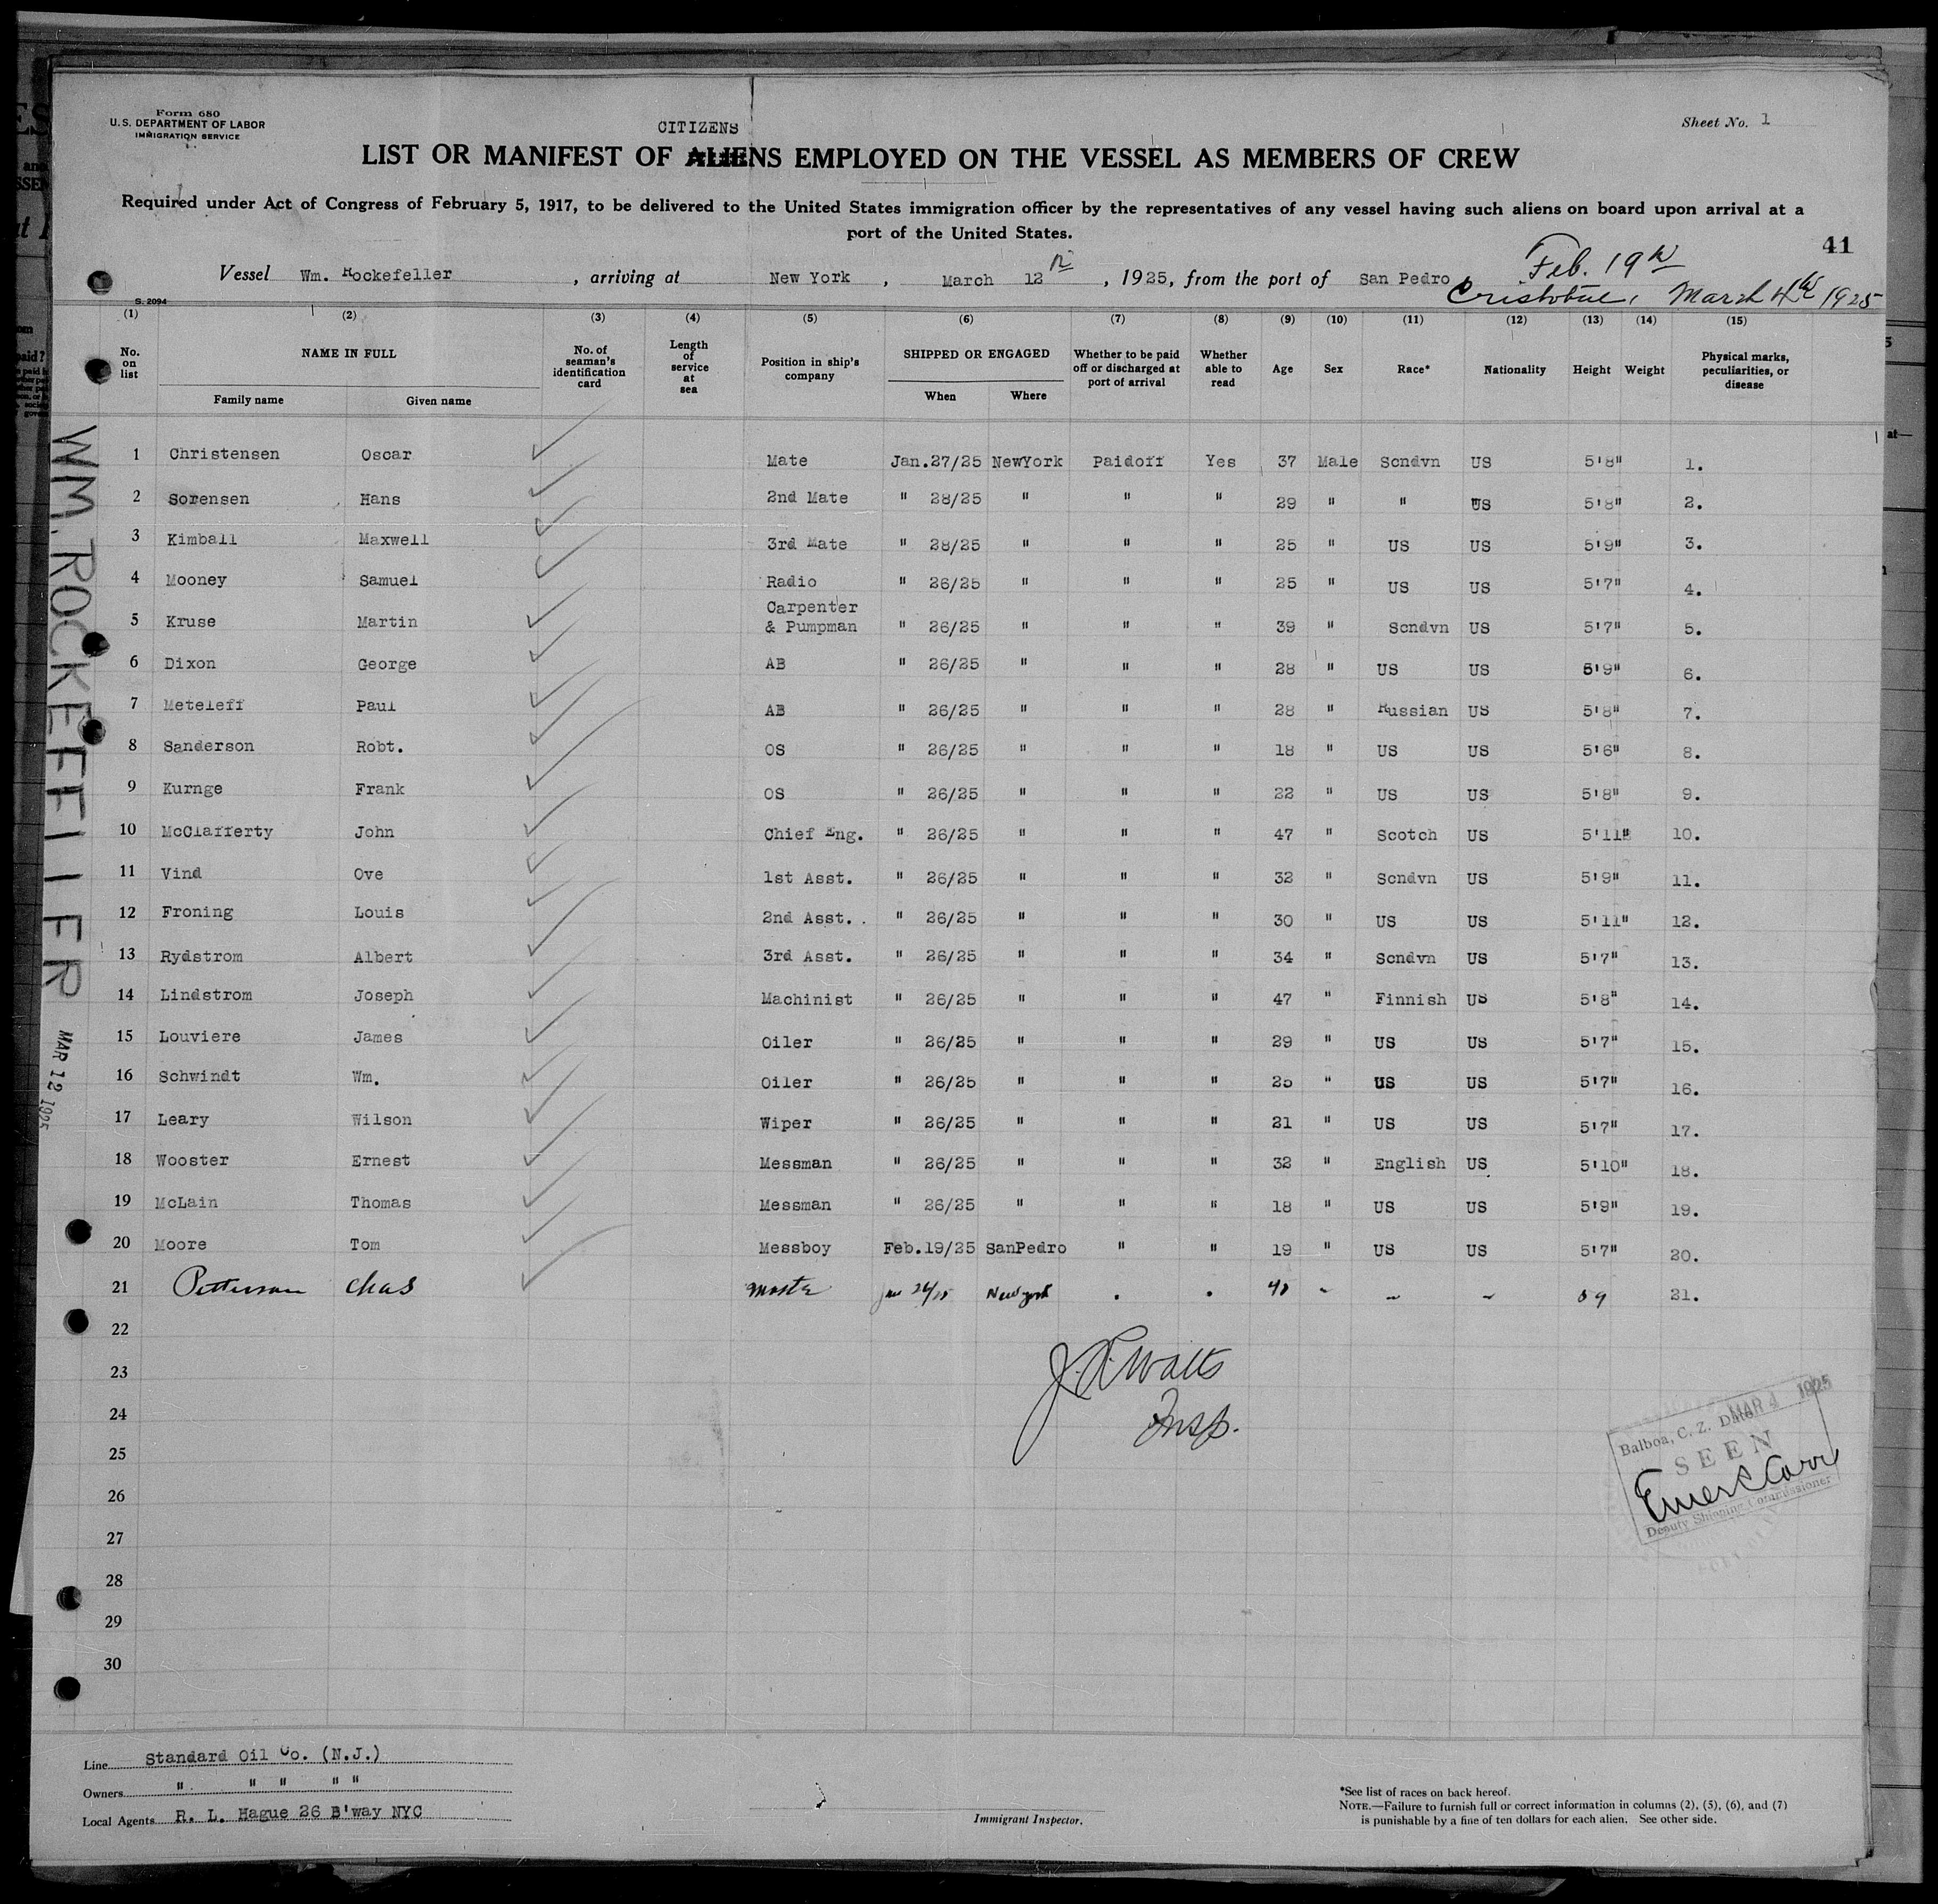 Form 680
U.S. DEPARTMENT OF LABOR
IMMIGRATION SERVICE
Sheet No. 1
CITIZENS
LIST OR MANIFEST OF ALIENS EMPLOYED ON THE VESSEL AS MEMBERS OF CREW
Required under Act of Congress of February 5, 1917, to be delivered to the United States immigration officer by the representatives of any vessel having such aliens on board upon arrival at a
port of the United States.
41
Feb. 19th
Vessel Wm. Rockefeller, arriving at New York, March 12th, 1925, from the port of San Pedro
Cristobal, March 4th 1925
S. 2094
(1) (2) (3) (4) (5) (6) (7) (8) (9) (10) (11) (12) (13) (14) (15)
No. on list NAME IN FULL Family name Given name No. of seaman's identification card Length of service at sea Position in ship's company SHIPPED OR ENGAGED When Where Whether to be paid off or discharged at port of arrival Whether able to read Age Sex Race* Nationality Height Weight Physical marks, peculiarities, or disease
1 Christensen Oscar Mate Jan.27/25 NewYork Paidoff Yes 37 Male Scndvn US 5'8" 1.
2 Sorensen Hans 2nd Mate " 28/25 " " " 29 " " US 5'8" 2.
3 Kimball Maxwell 3rd Mate " 28/25 " " " 25 " US US 5'9" 3.
4 Mooney Samuel Radio " 26/25 " " " 25 " US US 5'7" 4.
5 Kruse Martin Carpenter & Pumpman " 26/25 " " " 39 " Scndvn US 5'7" 5.
6 Dixon George AB " 26/25 " " " 28 " US US 5'9" 6.
7 Meteleff Paul AB " 26/25 " " " 28 " Russian US 5'8" 7.
8 Sanderson Robt. OS " 26/25 " " " 18 " US US 5'6" 8.
9 Kurnge Frank OS " 26/25 " " " 22 " US US 5'8" 9.
10 McClafferty John Chief Eng. " 26/25 " " " 47 " Scotch US 5'11" 10.
11 Vind Ove 1st Asst. " 26/25 " " " 32 " Scndvn US 5'9" 11.
12 Froning Louis 2nd Asst. " 26/25 " " " 30 " US US 5'11" 12.
13 Rydstrom Albert 3rd Asst. " 26/25 " " " 34 " Scndvn US 5'7" 13.
14 Lindstrom Joseph Machinist " 26/25 " " " 47 " Finnish US 5'8" 14.
15 Louviere James Oiler " 26/25 " " " 29 " US US 5'7" 15.
16 Schwindt Wm. Oiler " 26/25 " " " 25 " US US 5'7" 16.
17 Leary Wilson Wiper " 26/25 " " " 21 " US US 5'7" 17.
18 Wooster Ernest Messman " 26/25 " " " 32 " English US 5'10" 18.
19 McLain Thomas Messman " 26/25 " " " 18 " US US 5'9" 19.
20 Moore Tom Messboy Feb.19/25 SanPedro " " 19 " US US 5'7" 20.
21 Petterson Chas Master Jan New York 21.
22
23
24
25
26
27
28
29
30
J. Watts
Insp.
Balboa, C. Z. Date MAR 4 1925
SEEN
Deputy Shipping Commissioner
WM. ROCKEFELLER
MAR 12 1925
Line Standard Oil Co. (N.J.)
Owners " " " " "
Local Agents R. L. Hague 26 B'way NYC
Immigrant Inspector.
*See list of races on back hereof.
NOTE.—Failure to furnish full or correct information in columns (2), (5), (6), and (7)
is punishable by a fine of ten dollars for each alien. See other side.